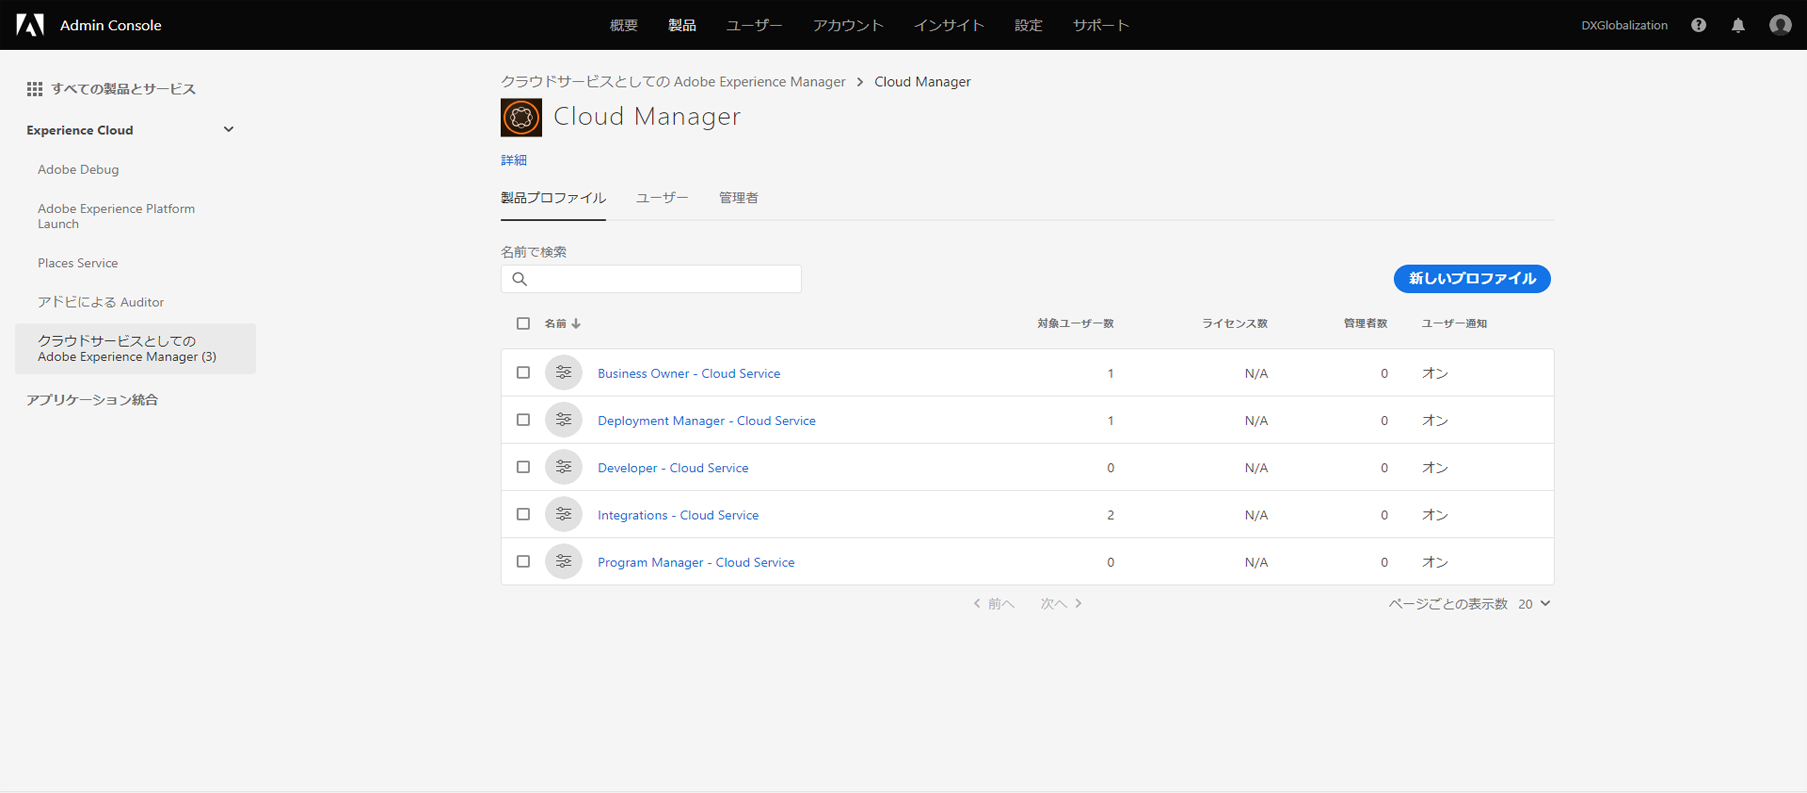 Admin Console
概要 製品 ユーザー アカウント インサイト 設定 サポート
DXGlobalization
すべての製品とサービス
Experience Cloud
Adobe Debug
Adobe Experience Platform
Launch
Places Service
アドビによる Auditor
クラウドサービスとしての
Adobe Experience Manager (3)
アプリケーション統合
クラウドサービスとしての Adobe Experience Manager > Cloud Manager
Cloud Manager
詳細
製品プロファイル ユーザー 管理者
名前で検索
新しいプロファイル
名前 ↓ 対象ユーザー数 ライセンス数 管理者数 ユーザー通知
Business Owner - Cloud Service 1 N/A 0 オン
Deployment Manager - Cloud Service 1 N/A 0 オン
Developer - Cloud Service 0 N/A 0 オン
Integrations - Cloud Service 2 N/A 0 オン
Program Manager - Cloud Service 0 N/A 0 オン
< 前へ 次へ >
ページごとの表示数 20